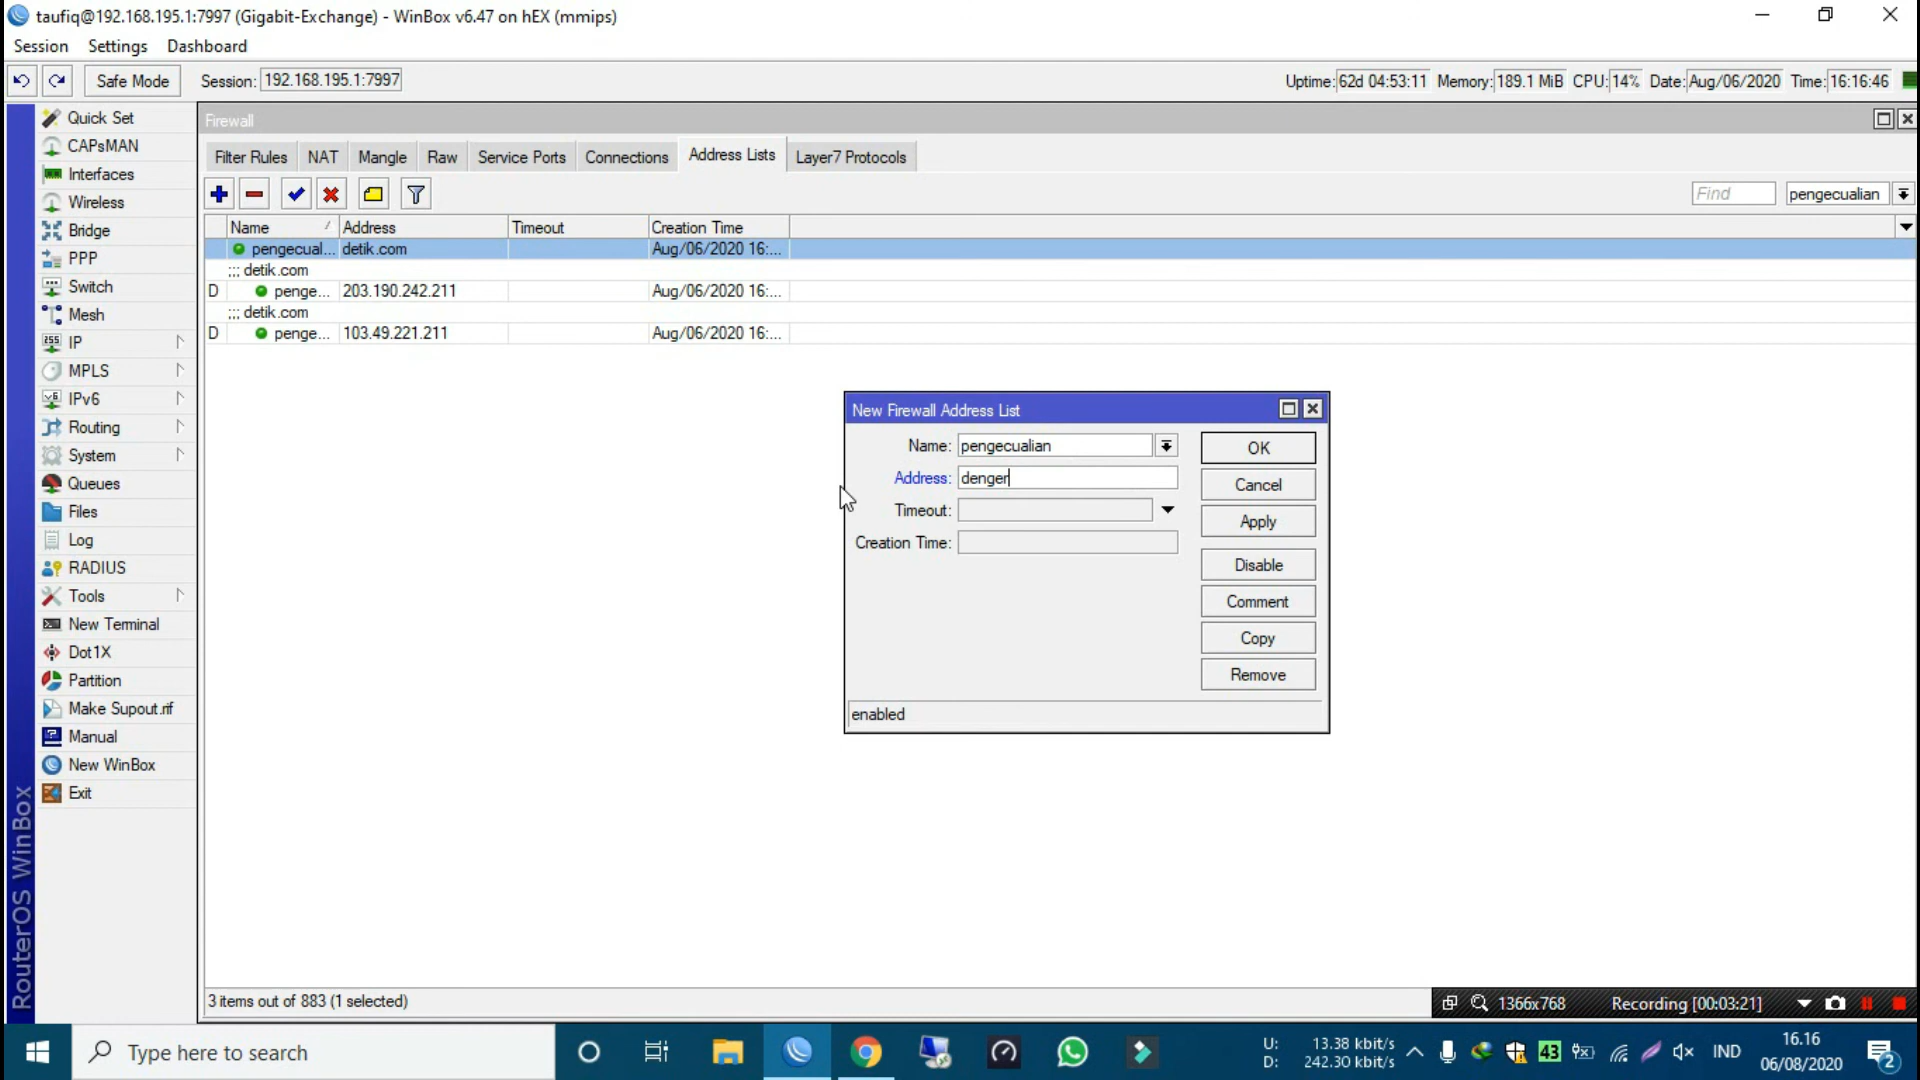 taufiq@192.168.195.1:7997 (Gigabit-Exchange) - WinBox v6.47 on hEX (mmips)
Session Settings Dashboard
Safe Mode Session: 192.168.195.1:7997 Uptime: 62d 04:53:11 Memory: 189.1 MiB CPU: 14% Date: Aug/06/2020 Time: 16:16:46
Quick Set
CAPsMAN
Interfaces
Wireless
Bridge
PPP
Switch
Mesh
255 IP
MPLS
v6 IPv6
Routing
System
Queues
Files
Log
RADIUS
Tools
New Terminal
Dot1X
Partition
Make Supout.rif
Manual
New WinBox
Exit
RouterOS WinBox
Firewall
Filter Rules NAT Mangle Raw Service Ports Connections Address Lists Layer7 Protocols
Find pengecualian
Name Address Timeout Creation Time
pengecual... detik.com Aug/06/2020 16:...
;;; detik.com
D penge... 203.190.242.211 Aug/06/2020 16:...
;;; detik.com
D penge... 103.49.221.211 Aug/06/2020 16:...
New Firewall Address List
Name: pengecualian
Address: denger
Timeout:
Creation Time:
OK
Cancel
Apply
Disable
Comment
Copy
Remove
enabled
3 items out of 883 (1 selected)
1366x768 Recording [00:03:21]
Type here to search
U: 13.38 kbit/s
D: 242.30 kbit/s
43
IND
16.16
06/08/2020
2